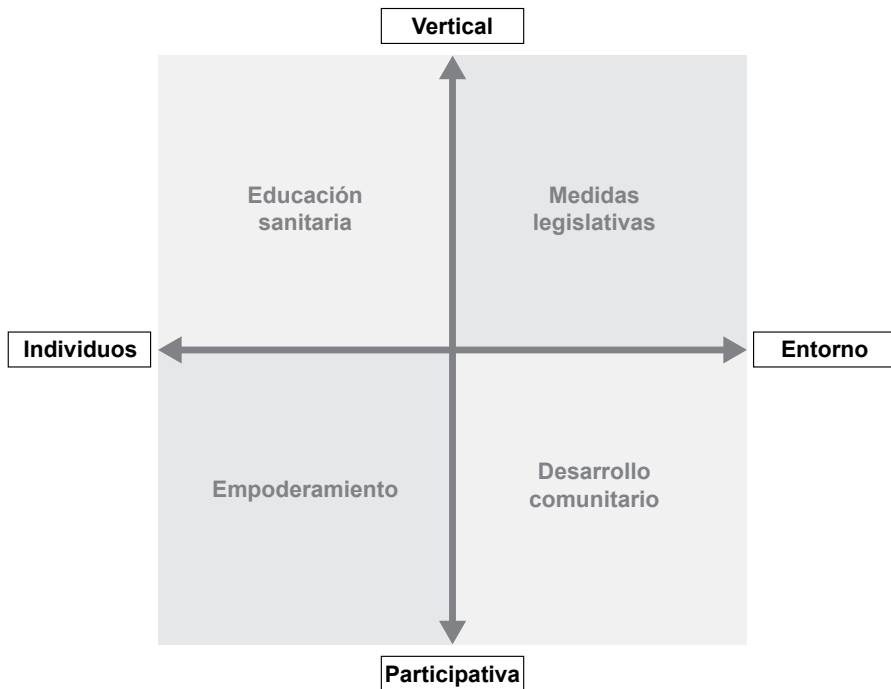 Vertical
Educación
sanitaria
Medidas
legislativas
Individuos
Entorno
Empoderamiento
Desarrollo
comunitario
Participativa